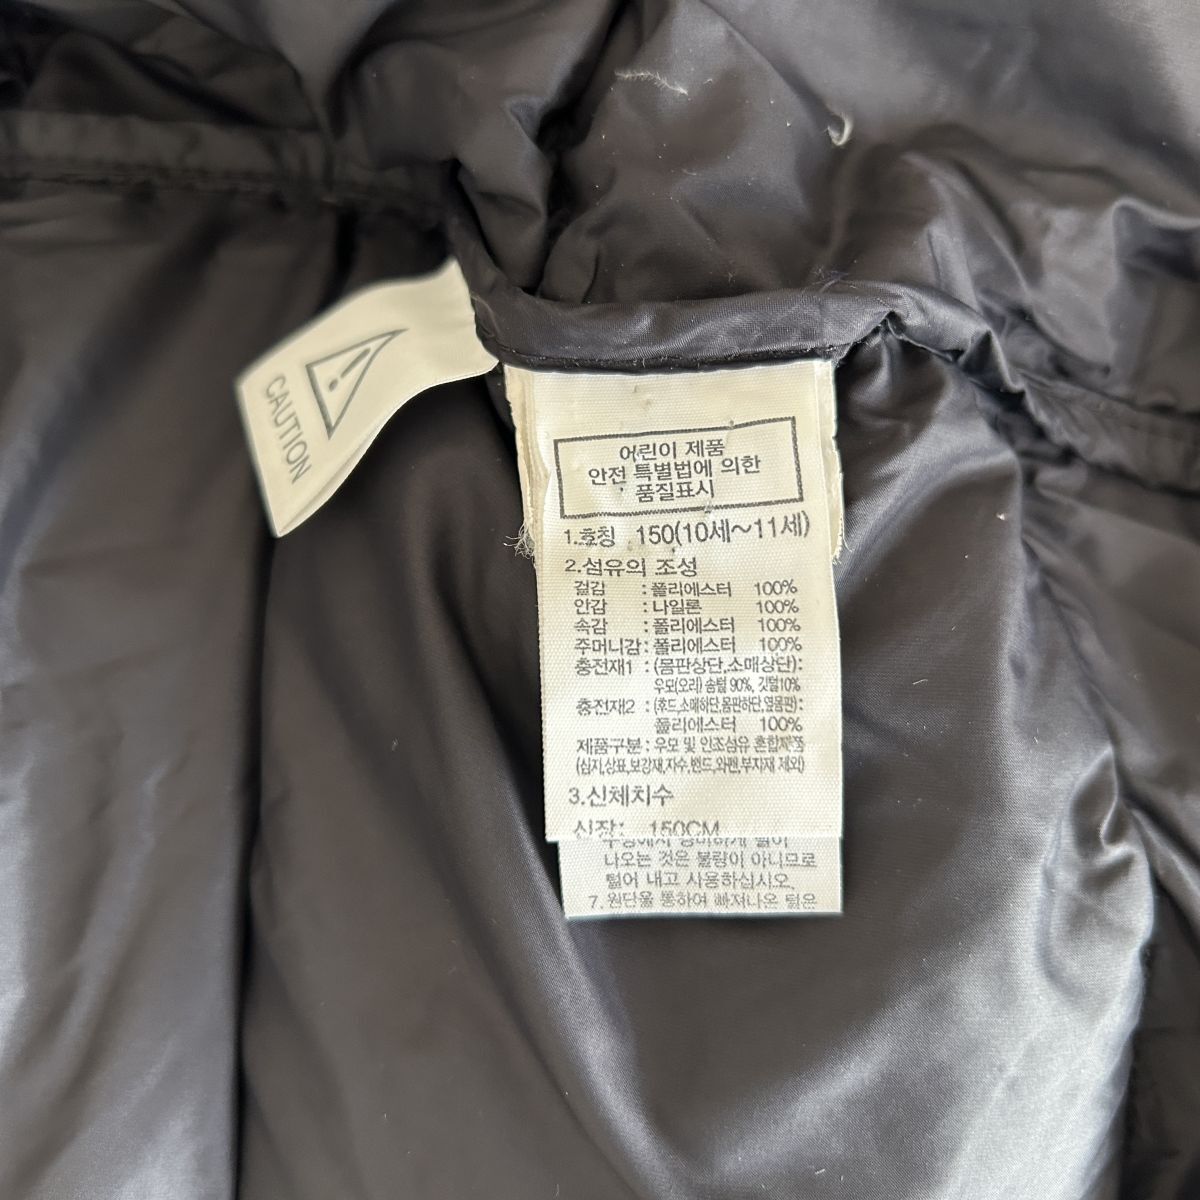 CAUTION
어린이 제품
안전 특별법에 의한
품질표시
1.호칭 150(10세~11세)
2.섬유의 조성
겉감 : 폴리에스터 100%
안감 : 나일론 100%
속감 : 폴리에스터 100%
주머니감 : 폴리에스터 100%
충전재1 : (몸판상단,소매상단):
우모(오리) 솜털 90%, 깃털10%
충전재2 : (후드,소매하단,몸판하단,옆몸판):
폴리에스터 100%
제품구분 : 우모 및 인조섬유 혼합제품
(심지,상표,보강재,자수,밴드,와펜,부자재 제외)
3.신체치수
신장: 150CM
나오는 것은 불량이 아니므로
털어 내고 사용하십시오.
7. 원단을 통하여 빠져나온 털은